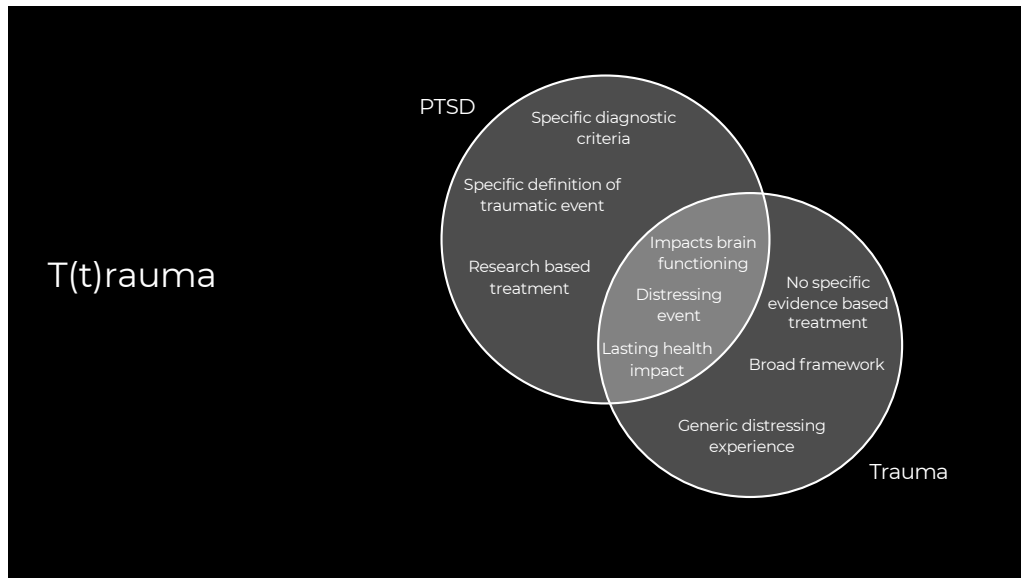 T(t)rauma
PTSD
Specific diagnostic
criteria
Specific definition of
traumatic event
Research based
treatment
Impacts brain
functioning
Distressing
event
Lasting health
impact
No specific
evidence based
treatment
Broad framework
Generic distressing
experience
Trauma